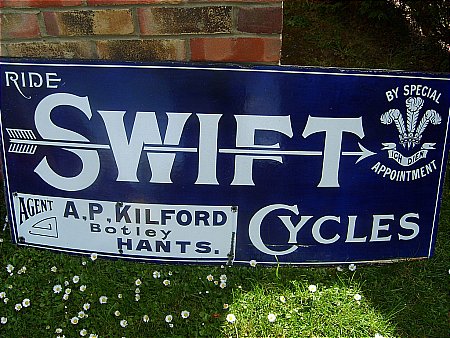 RIDE
SWIFT
BY SPECIAL
ICH DIEN
APPOINTMENT
AGENT
A.P. KILFORD
Botley
HANTS.
CYCLES